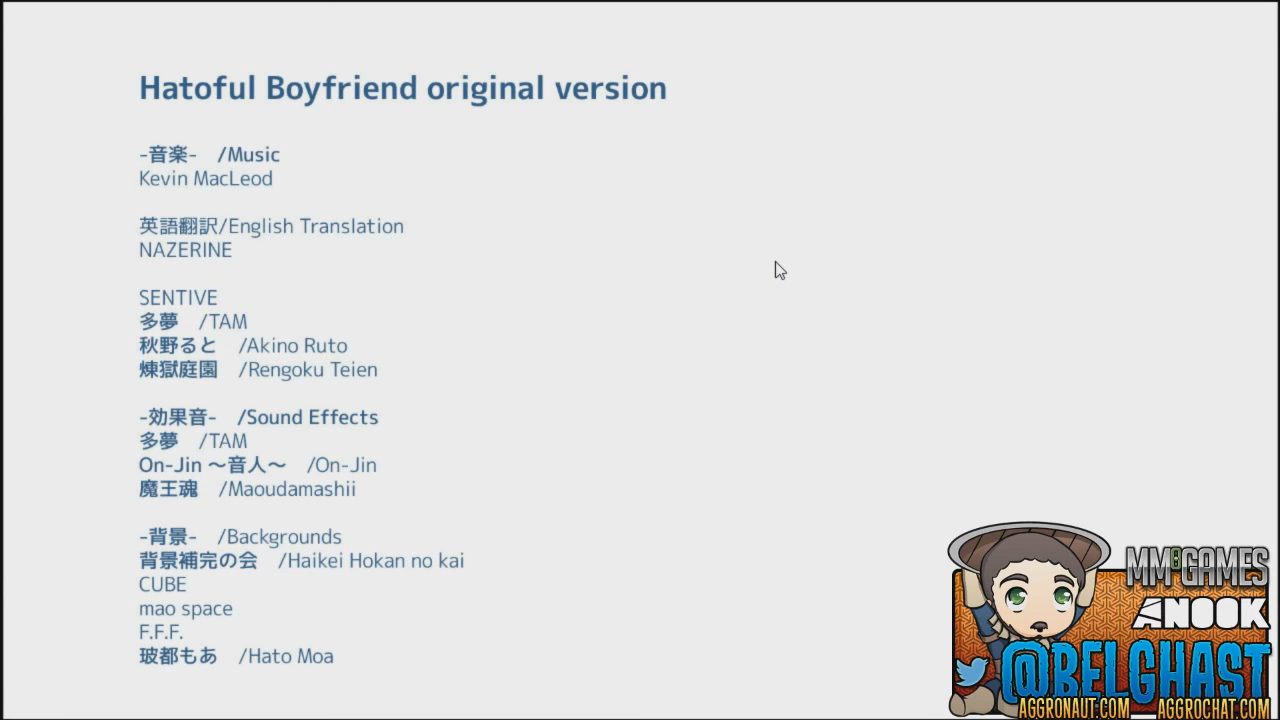 Hatoful Boyfriend original version
-音楽- /Music
Kevin MacLeod
英語翻訳/English Translation
NAZERINE
SENTIVE
多夢 /TAM
秋野ると /Akino Ruto
煉獄庭園 /Rengoku Teien
-効果音- /Sound Effects
多夢 /TAM
On-Jin ～音人～ /On-Jin
魔王魂 /Maoudamashii
-背景- /Backgrounds
背景補完の会 /Haikei Hokan no kai
CUBE
mao space
F.F.F.
玻都もあ /Hato Moa
MM🎮GAMES
ANOOK
@BELGHAST
AGGRONAUT.COM AGGROCHAT.COM